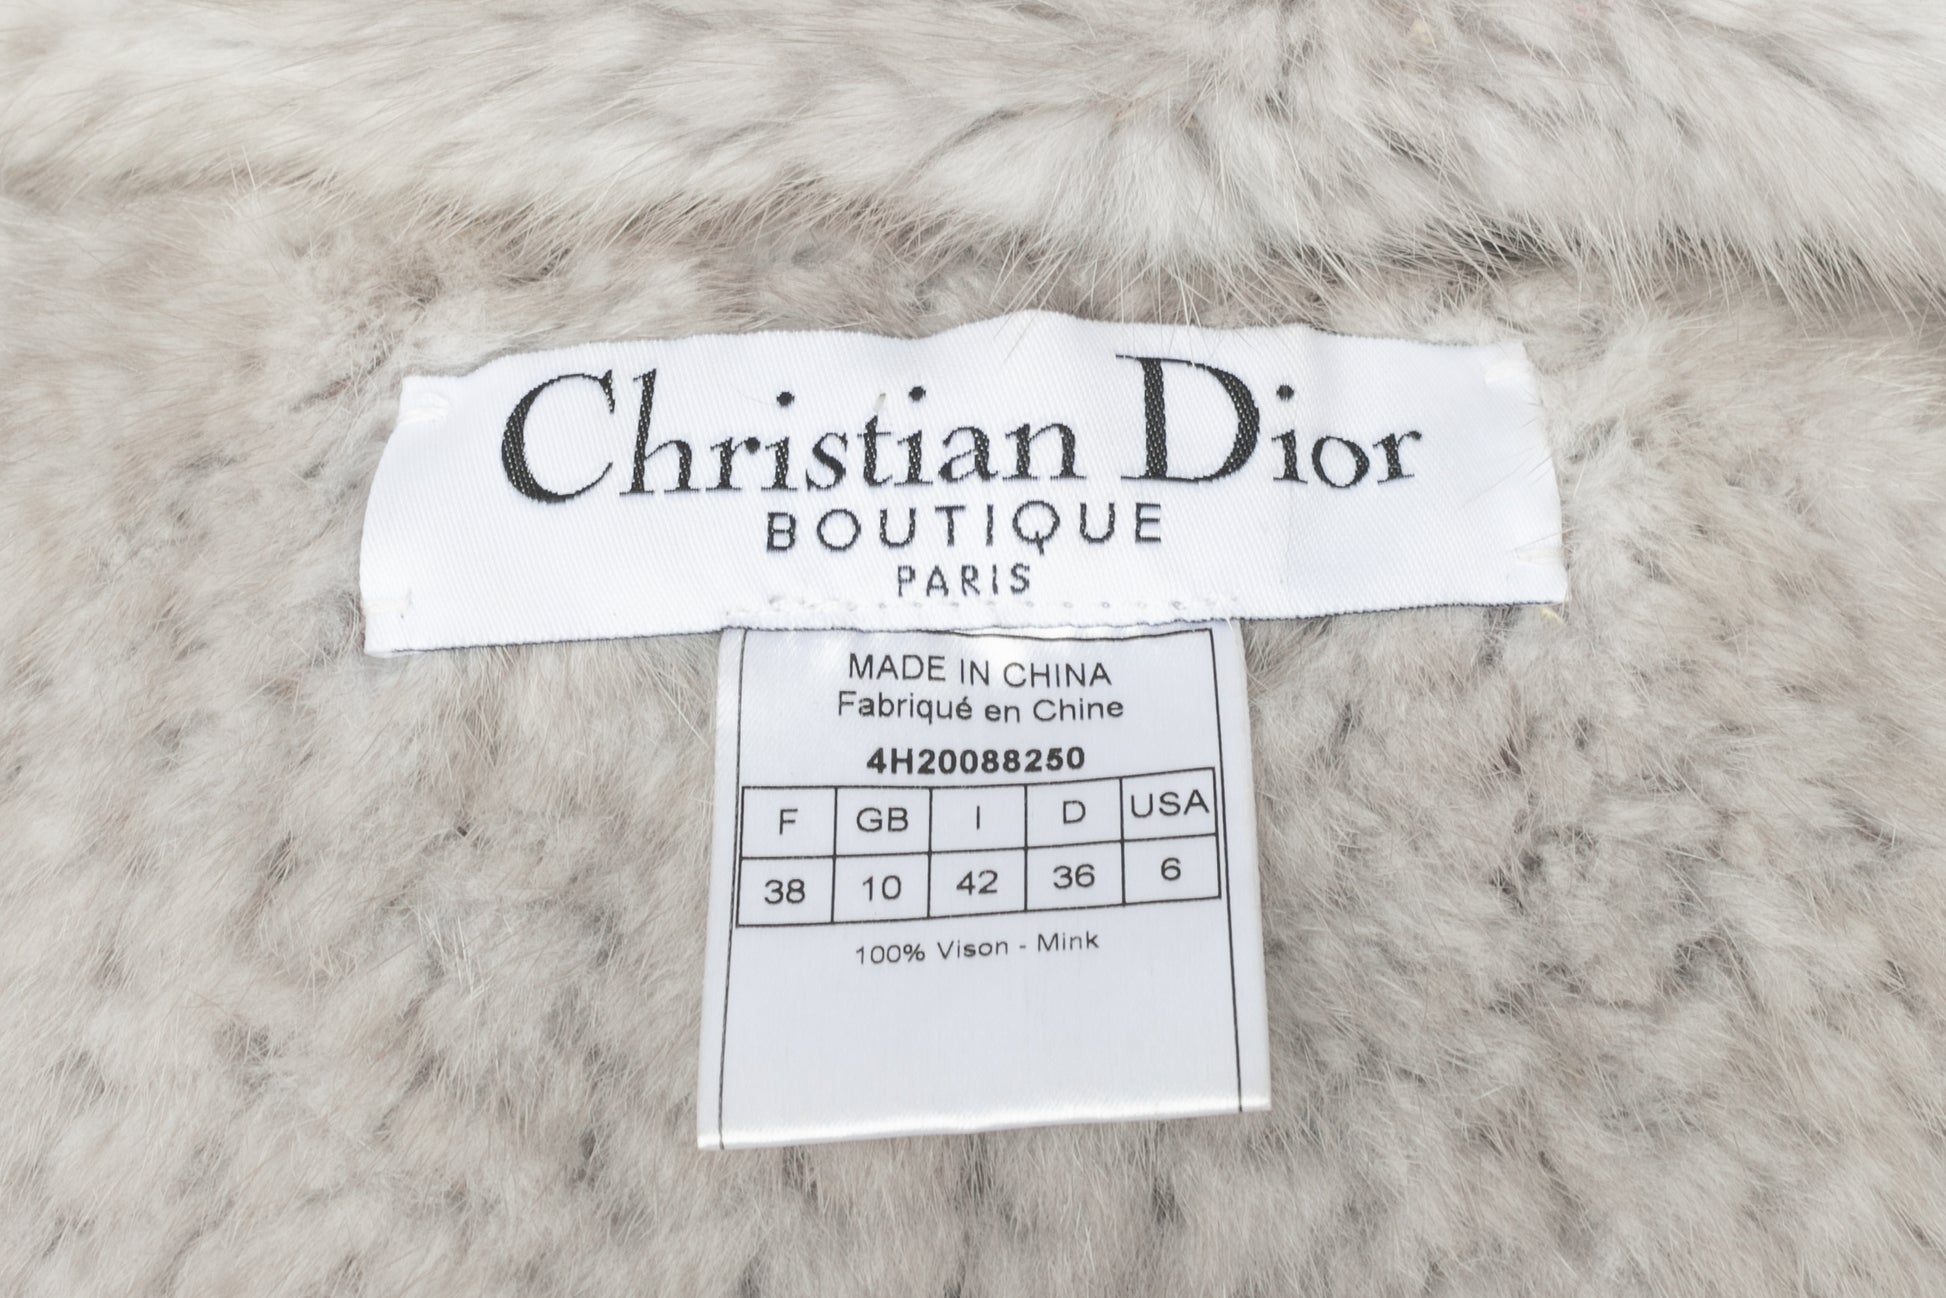 Christian Dior
BOUTIQUE
PARIS
MADE IN CHINA
Fabriqué en Chine
4H20088250
F GB I D USA
38 10 42 36 6
100% Vison - Mink